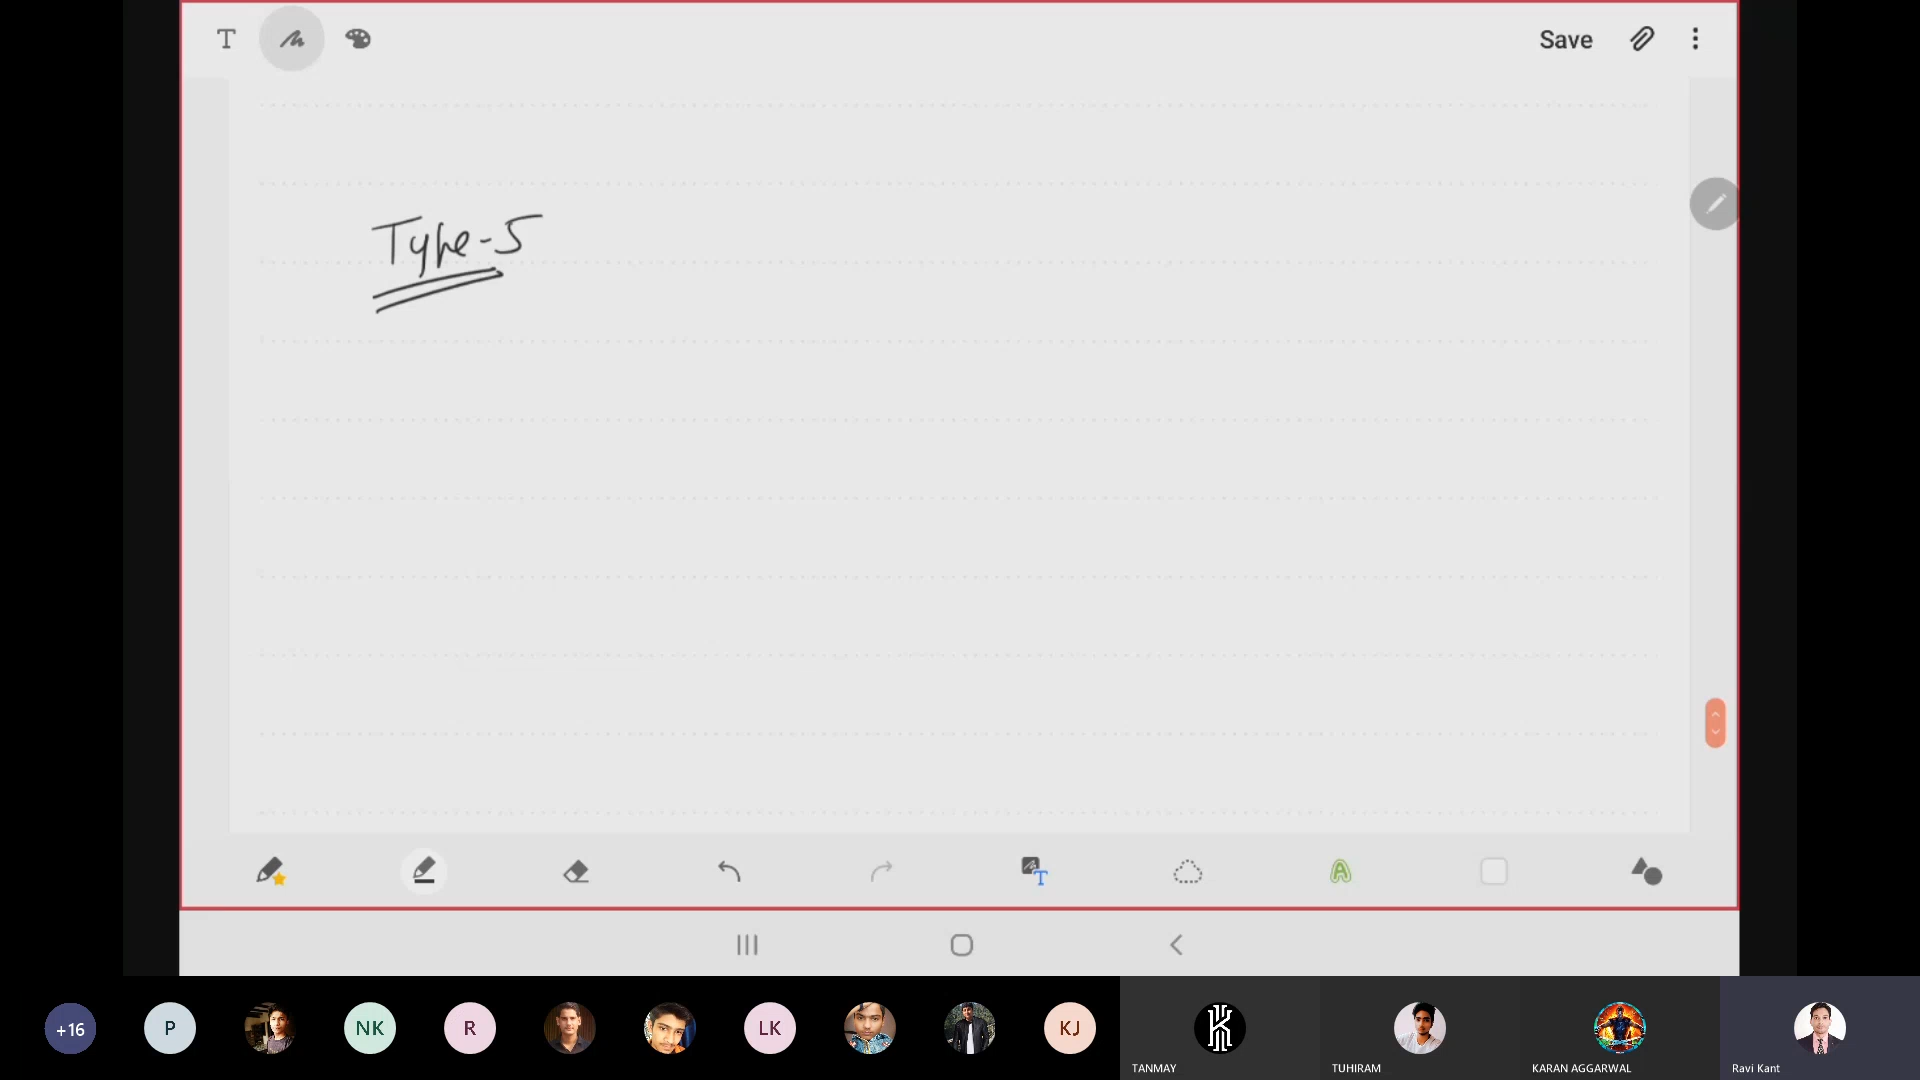 T
Save
Type-5
T
A
+16
P
NK
R
LK
KJ
K
TANMAY
TUHIRAM
KARAN AGGARWAL
Ravi Kant